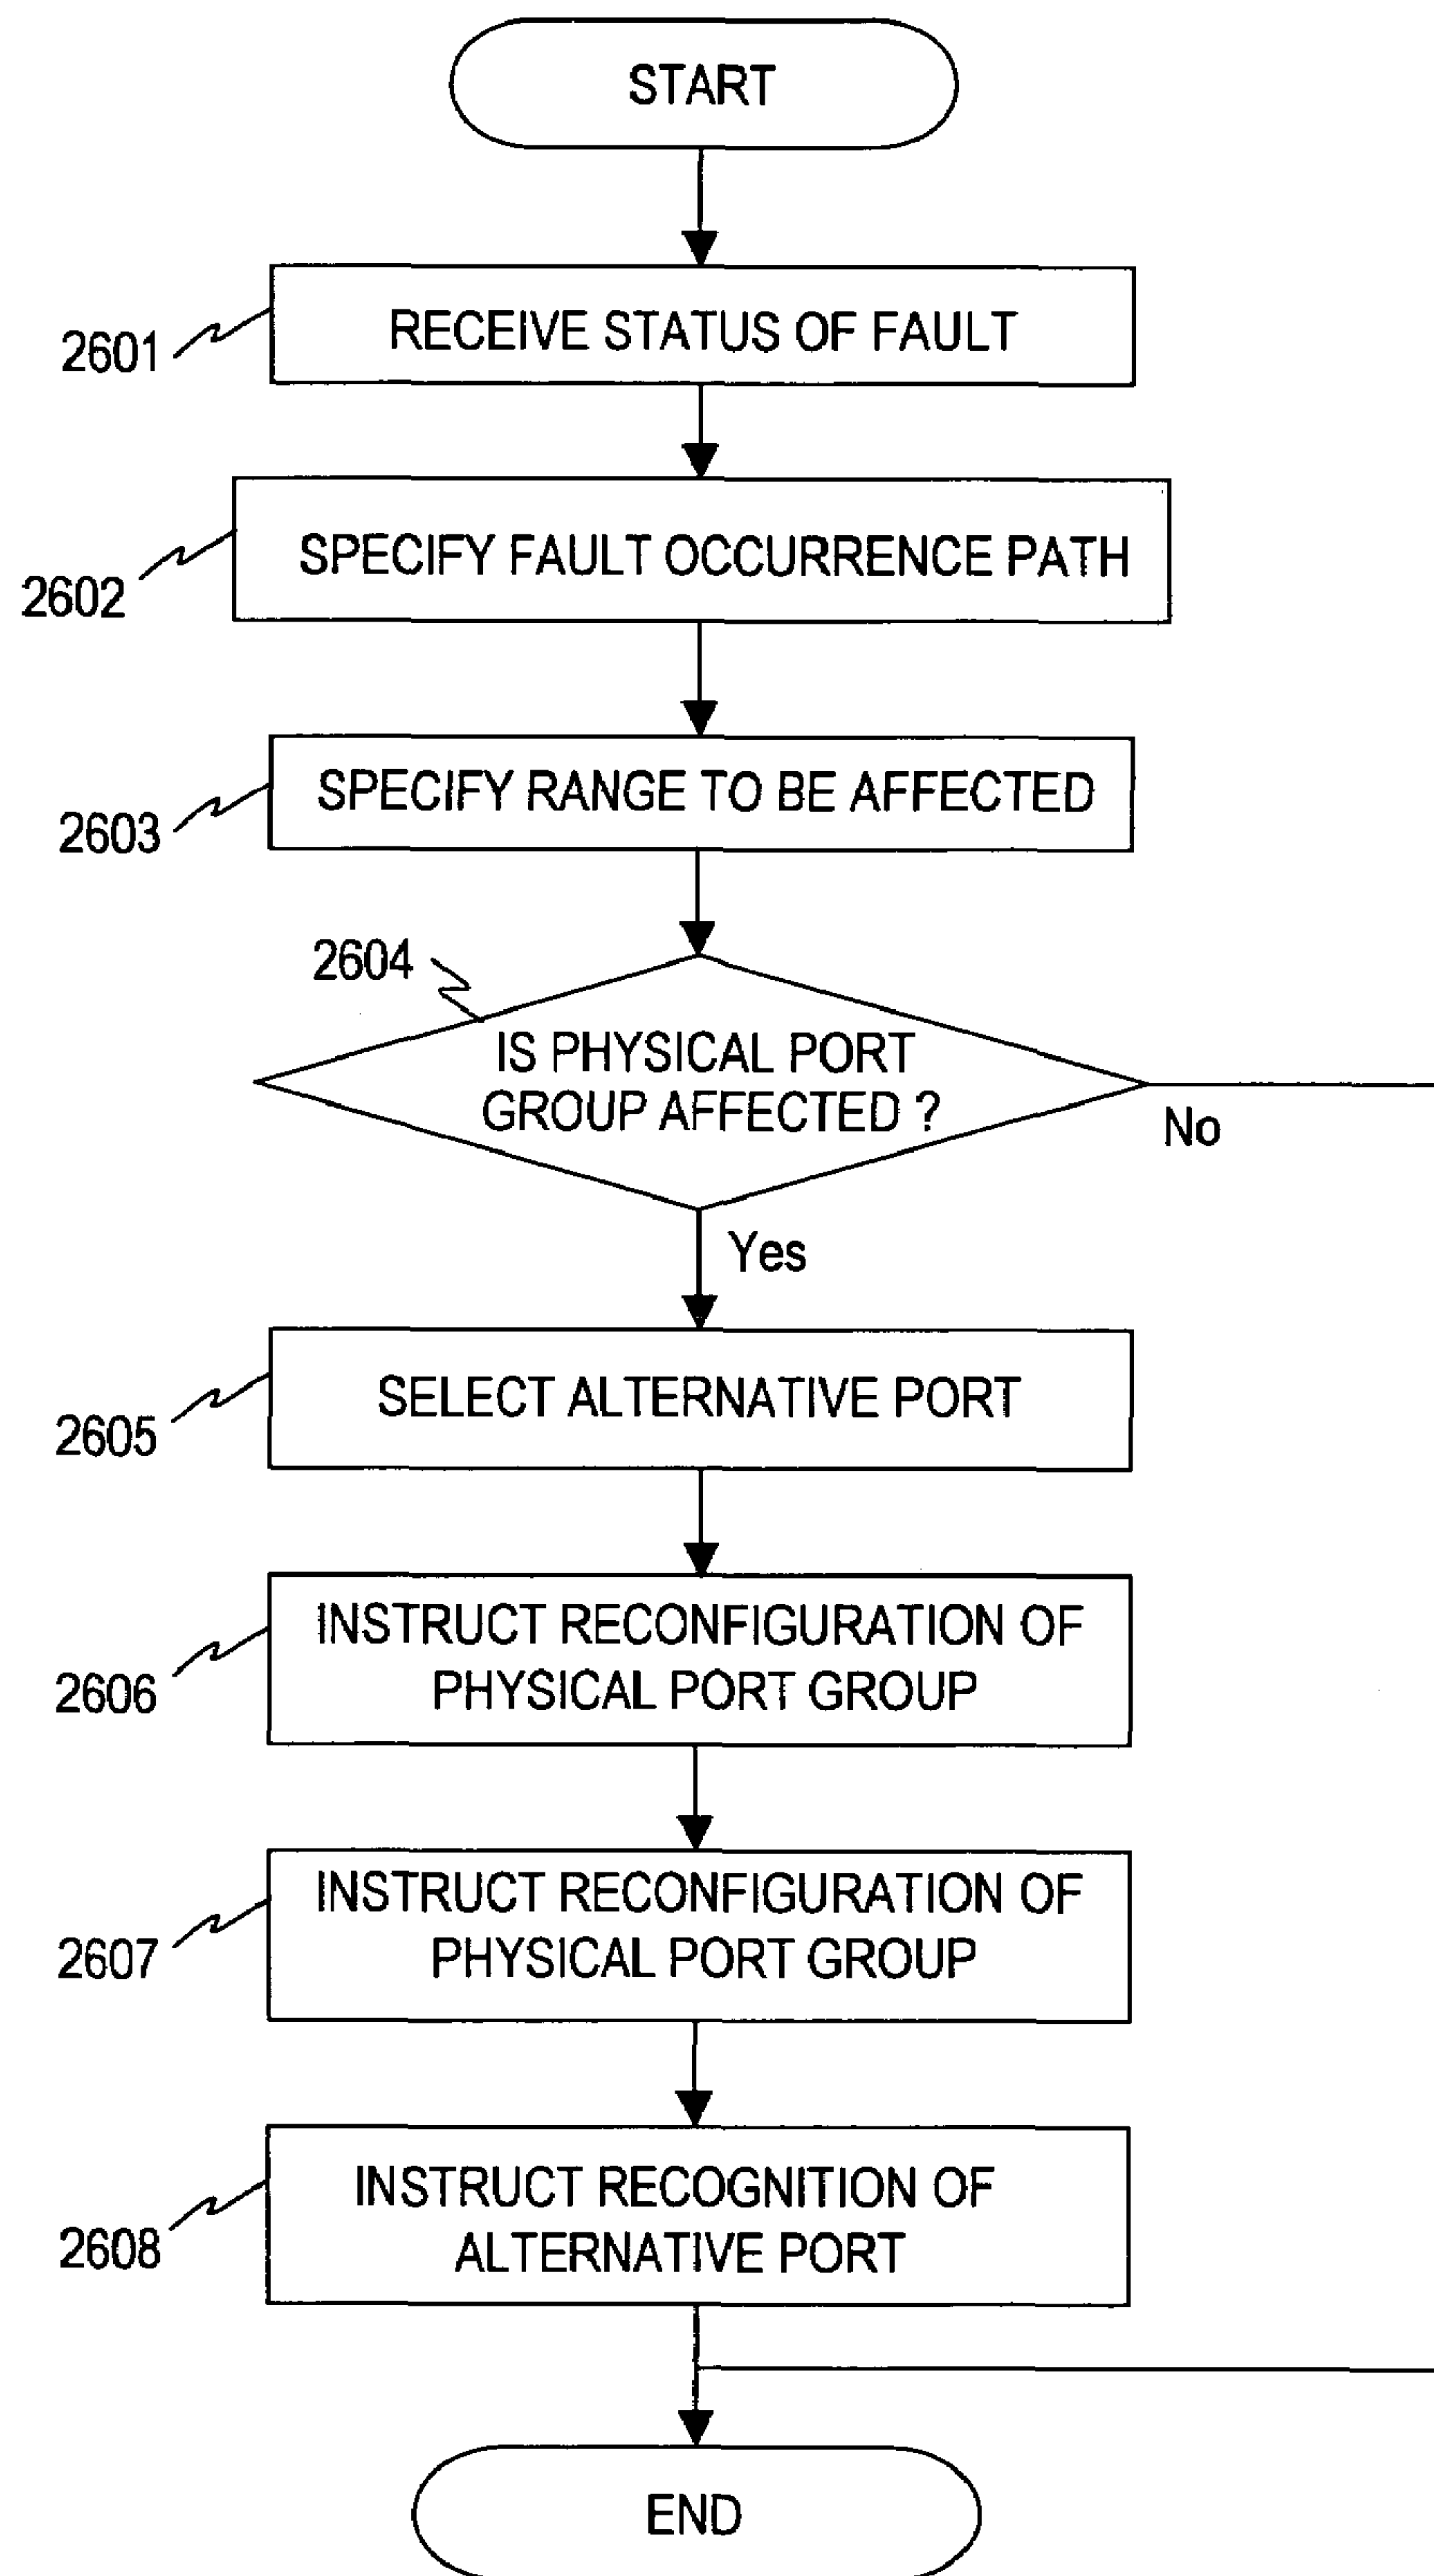 START
RECEIVE STATUS OF FAULT
2601
SPECIFY FAULT OCCURRENCE PATH
2602
SPECIFY RANGE TO BE AFFECTED
2603
2604
IS PHYSICAL PORT
GROUP AFFECTED ?
No
Yes
SELECT ALTERNATIVE PORT
2605
INSTRUCT RECONFIGURATION OF
PHYSICAL PORT GROUP
2606
INSTRUCT RECONFIGURATION OF
PHYSICAL PORT GROUP
2607
INSTRUCT RECOGNITION OF
ALTERNATIVE PORT
2608
END